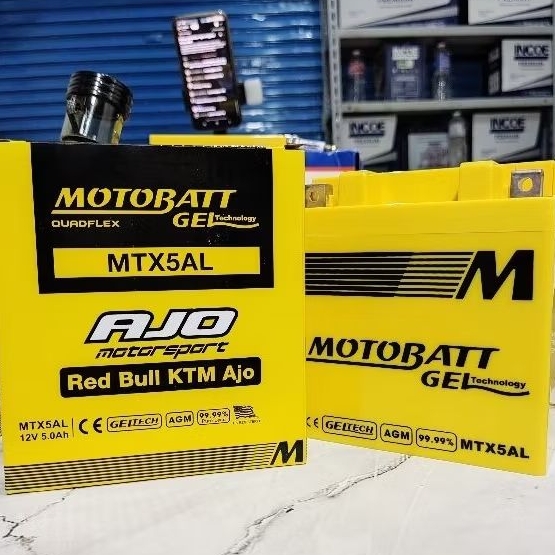 MOTOBATT
QUADFLEX GEL Technology
MTX5AL
AJO
motorsport
Red Bull KTM Ajo
MTX5AL
12V 5.0Ah
CE GELTECH AGM 99.99%
M
M
MOTOBATT
GEL Technology
CE GELTECH AGM 99.99% MTX5AL
INCOE
PREMIUM
INCOE
INCOE
INCOE